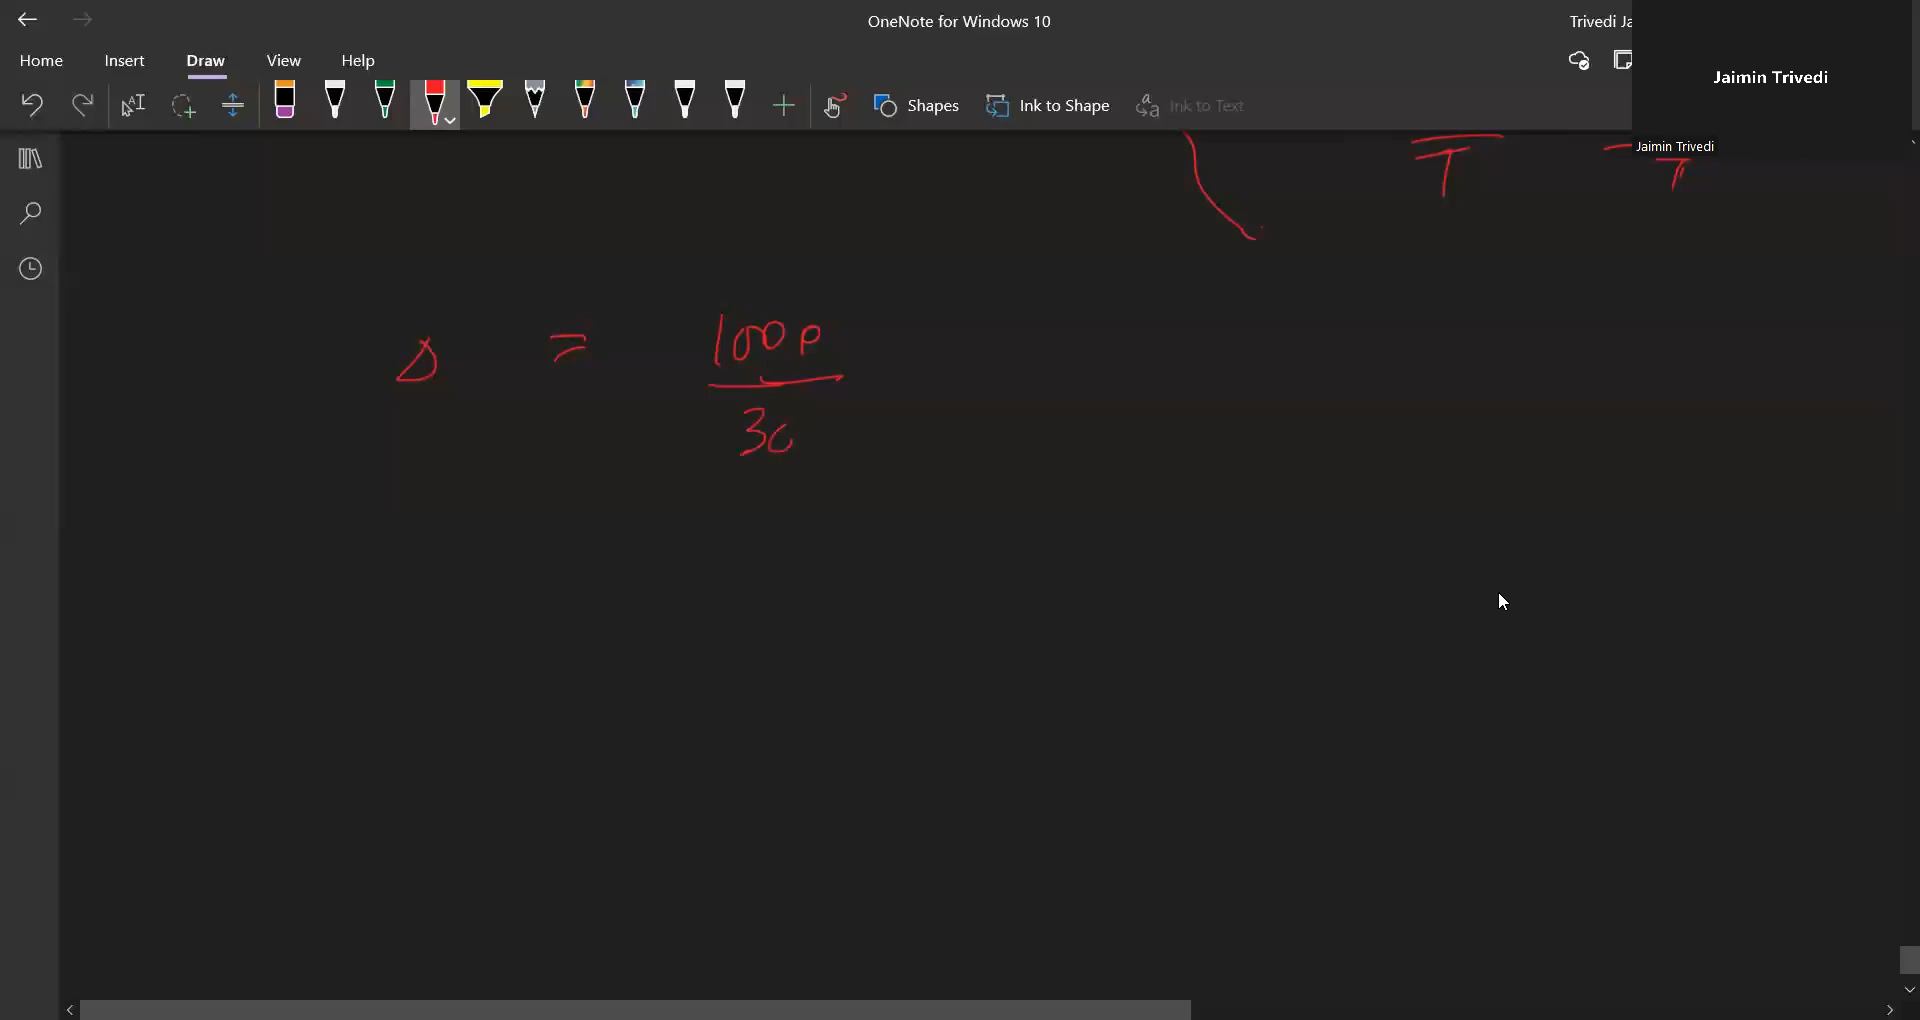 OneNote for Windows 10
Trivedi Ja
Jaimin Trivedi
Home Insert Draw View Help
Shapes Ink to Shape Ink to Text
Jaimin Trivedi
T T
= 100
30